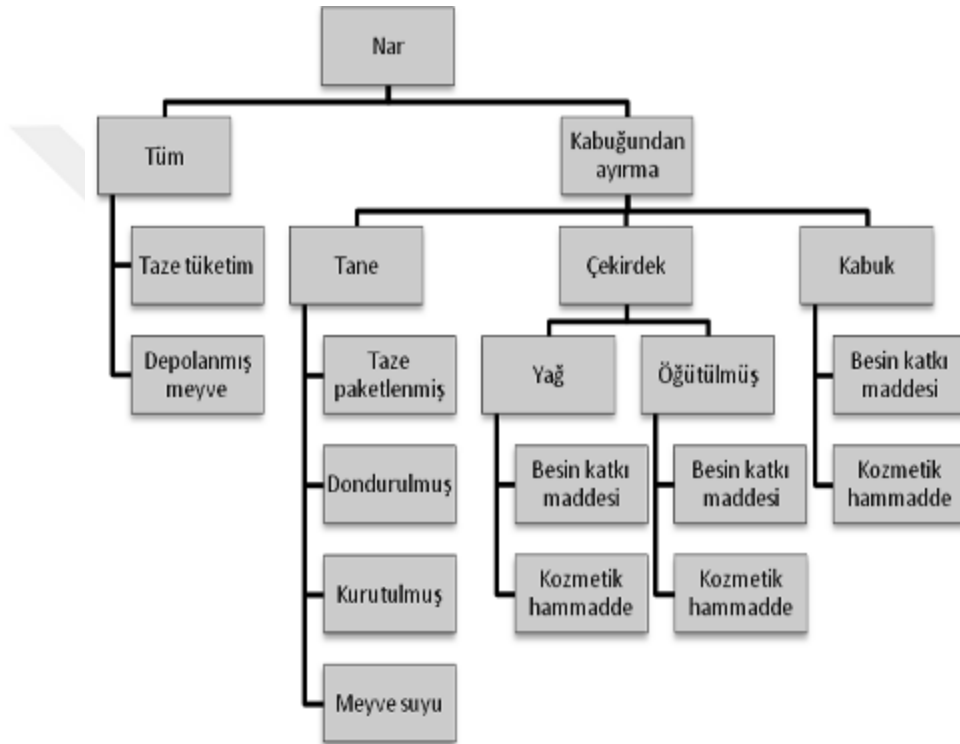 Nar
Tüm
Kabuğundan
ayırma
Taze tüketim
Depolanmış
meyve
Tane
Çekirdek
Kabuk
Taze
paketlenmiş
Dondurulmuş
Kurutulmuş
Meyve suyu
Yağ
Öğütülmüş
Besin katkı
maddesi
Kozmetik
hammadde
Besin katkı
maddesi
Kozmetik
hammadde
Besin katkı
maddesi
Kozmetik
hammadde